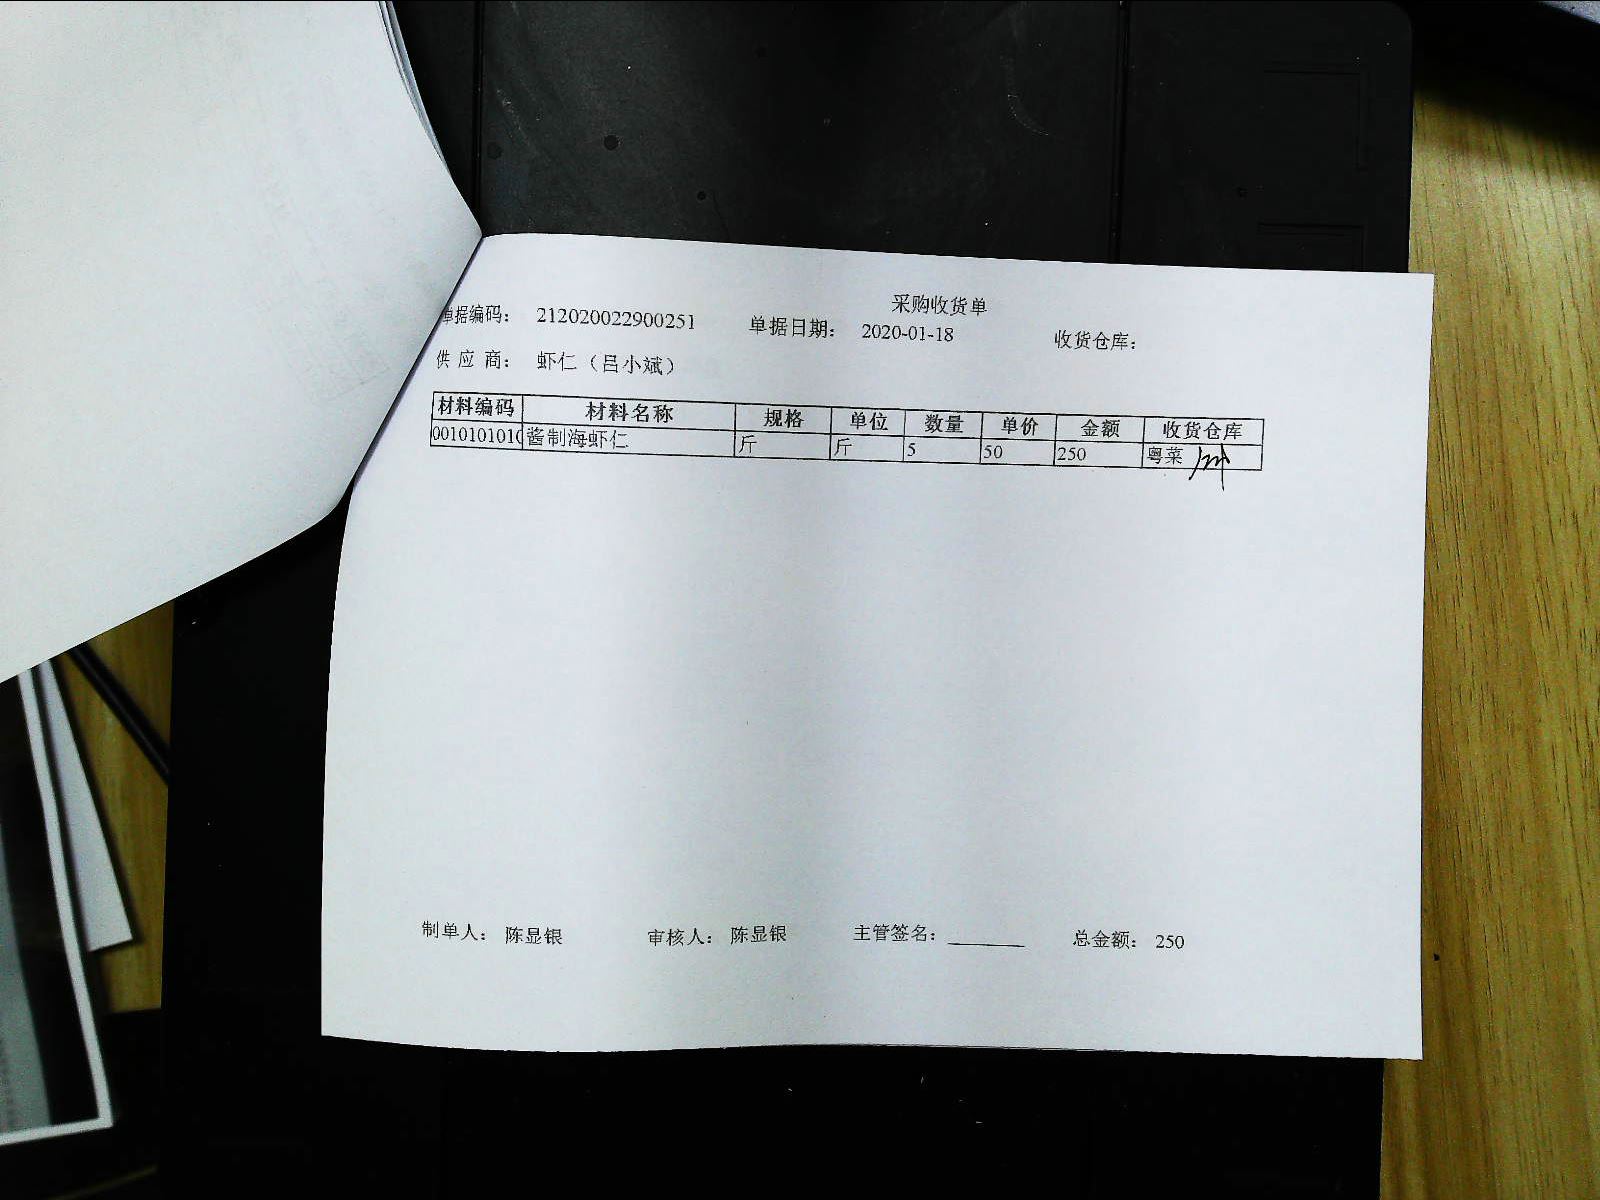 采购收货单
单据编码： 212020022900251 单据日期： 2020-01-18 收货仓库：
供 应 商： 虾仁（吕小斌）
材料编码 材料名称 规格 单位 数量 单价 金额 收货仓库
0010101010 酱制海虾仁 斤 斤 5 50 250 粤菜
制单人： 陈显银 审核人： 陈显银 主管签名：________ 总金额： 250